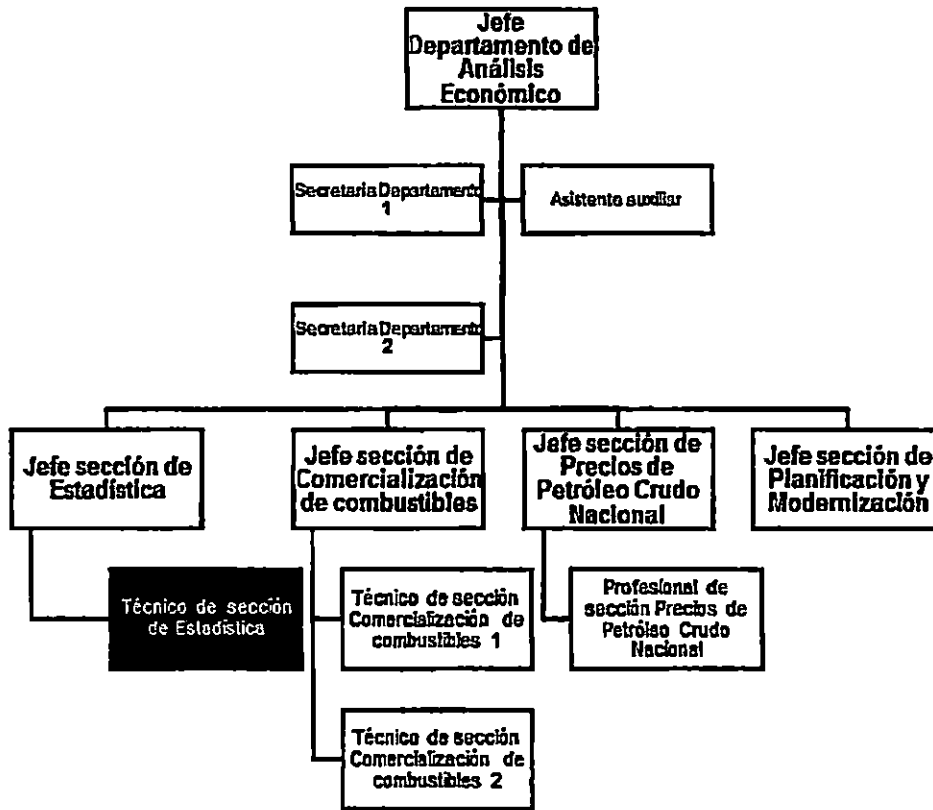 Jefe
Departamento de
Análisis
Económico
Secretaria Departamento
1
Asistente auxiliar
Secretaria Departamento
2
Jefe sección de
Estadística
Jefe sección de
Comercialización
de combustibles
Jefe sección de
Precios de
Petróleo Crudo
Nacional
Jefe sección de
Planificación y
Modernización
Técnico de sección
de Estadística
Técnico de sección
Comercialización de
combustibles 1
Profesional de
sección Precios de
Petróleo Crudo
Nacional
Técnico de sección
Comercialización de
combustibles 2